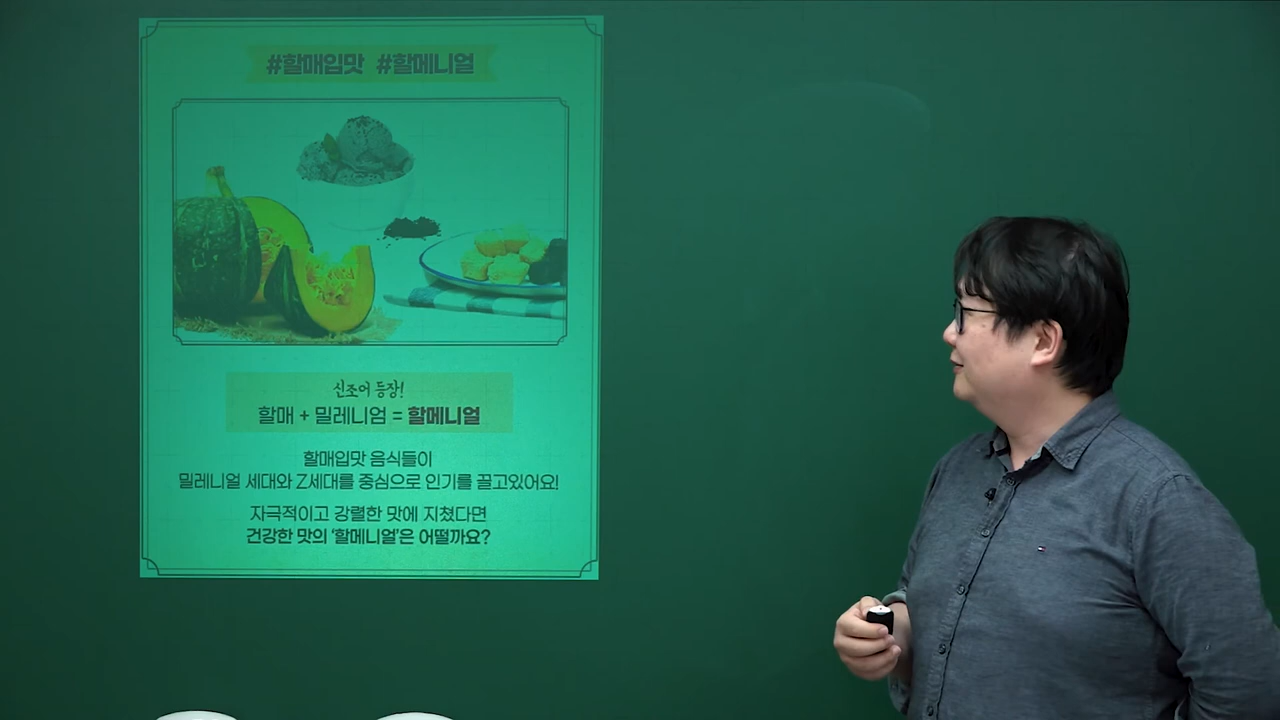 #할매입맛 #할메니얼
신조어 등장!
할매 + 밀레니엄 = 할메니얼
할매입맛 음식들이
밀레니얼 세대와 Z세대를 중심으로 인기를 끌고있어요!
자극적이고 강렬한 맛에 지쳤다면
건강한 맛의 '할메니얼'은 어떨까요?